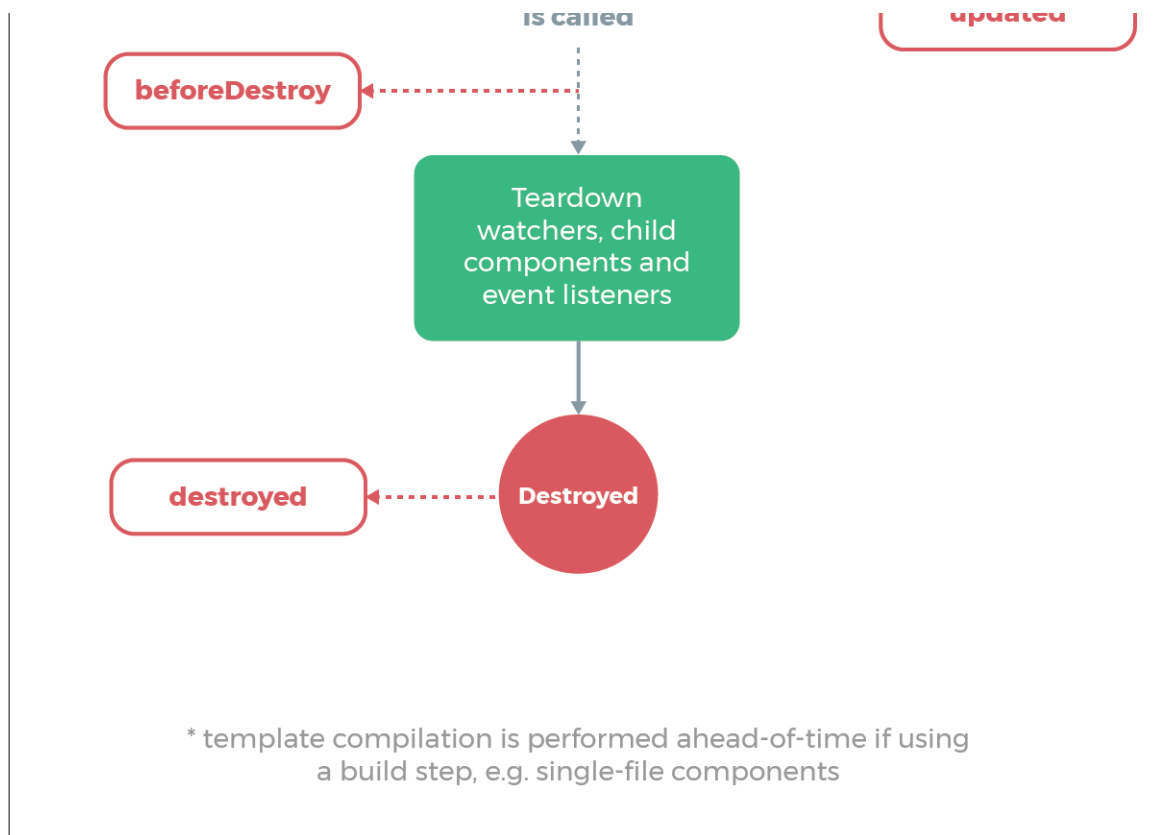 is called
updated
beforeDestroy
Teardown
watchers, child
components and
event listeners
destroyed
Destroyed
* template compilation is performed ahead-of-time if using
a build step, e.g. single-file components